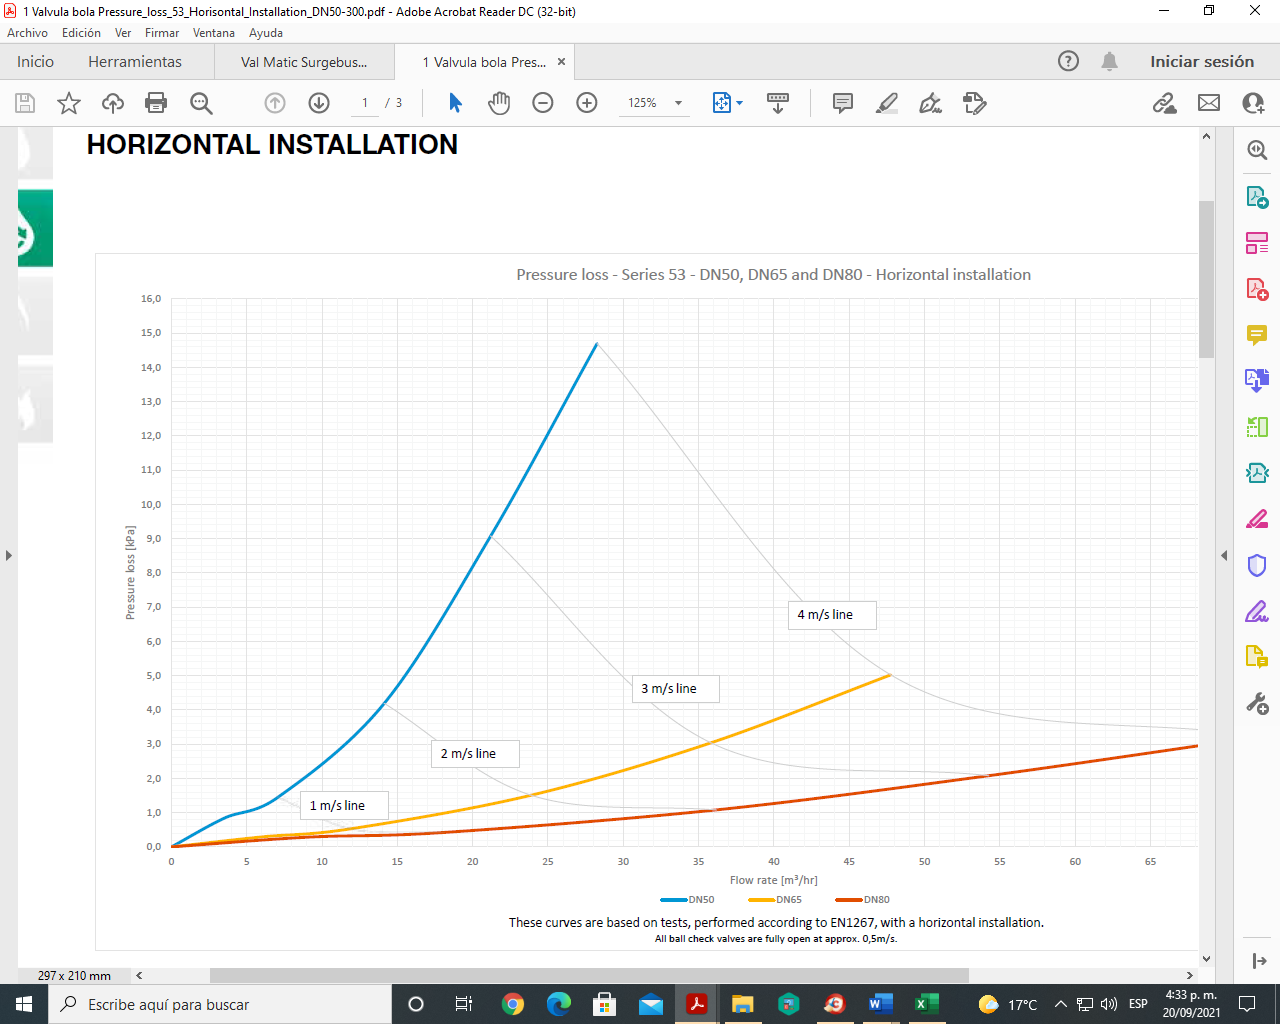 1 Valvula bola Pressure_loss_53_Horisontal_Installation_DN50-300.pdf - Adobe Acrobat Reader DC (32-bit)
Archivo Edición Ver Firmar Ventana Ayuda
Inicio Herramientas Val Matic Surgebus... 1 Valvula bola Pres... × Iniciar sesión
1 / 3 125%
HORIZONTAL INSTALLATION
Pressure loss - Series 53 - DN50, DN65 and DN80 - Horizontal installation
16,0
15,0
14,0
13,0
12,0
11,0
10,0
9,0
8,0
7,0
6,0
5,0
4,0
3,0
2,0
1,0
0,0
Pressure loss [kPa]
4 m/s line
3 m/s line
2 m/s line
1 m/s line
0 5 10 15 20 25 30 35 40 45 50 55 60 65
Flow rate [m³/hr]
DN50 DN65 DN80
These curves are based on tests, performed according to EN1267, with a horizontal installation.
All ball check valves are fully open at approx. 0,5m/s.
297 x 210 mm
Escribe aquí para buscar
17°C ESP 4:33 p. m.
20/09/2021